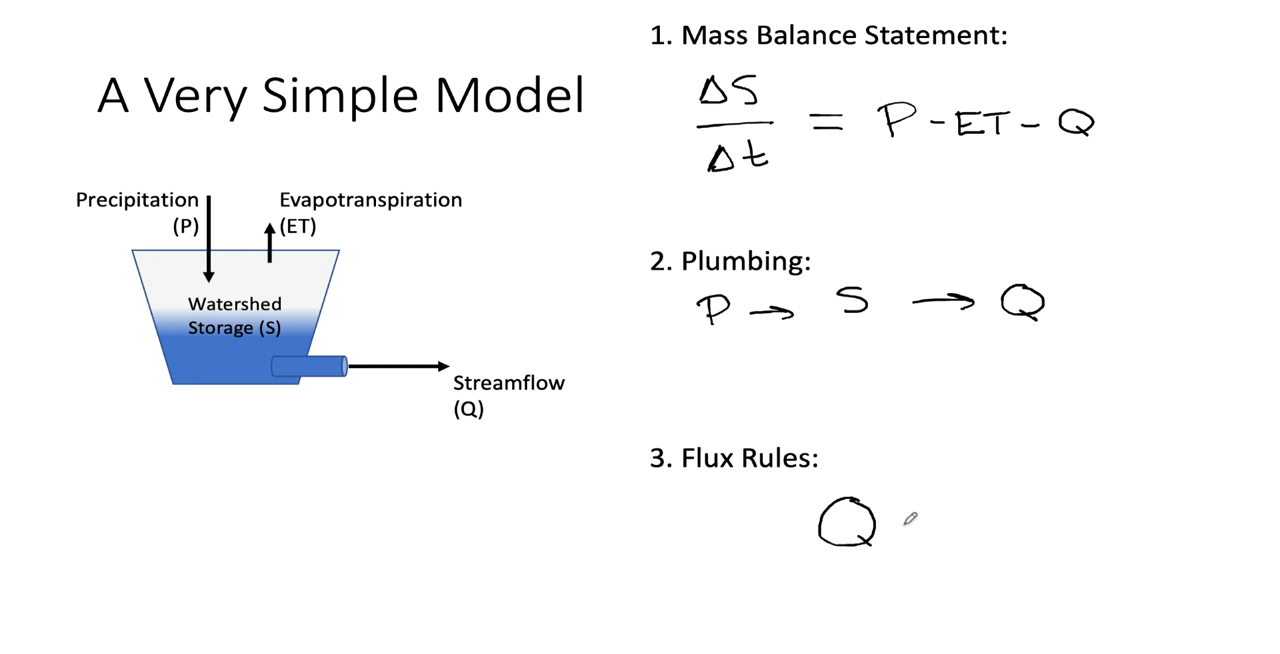 A Very Simple Model
Precipitation
(P)
Evapotranspiration
(ET)
Watershed
Storage (S)
Streamflow
(Q)
1. Mass Balance Statement:
ΔS
Δt
= P - ET - Q
2. Plumbing:
P → S → Q
3. Flux Rules:
Q